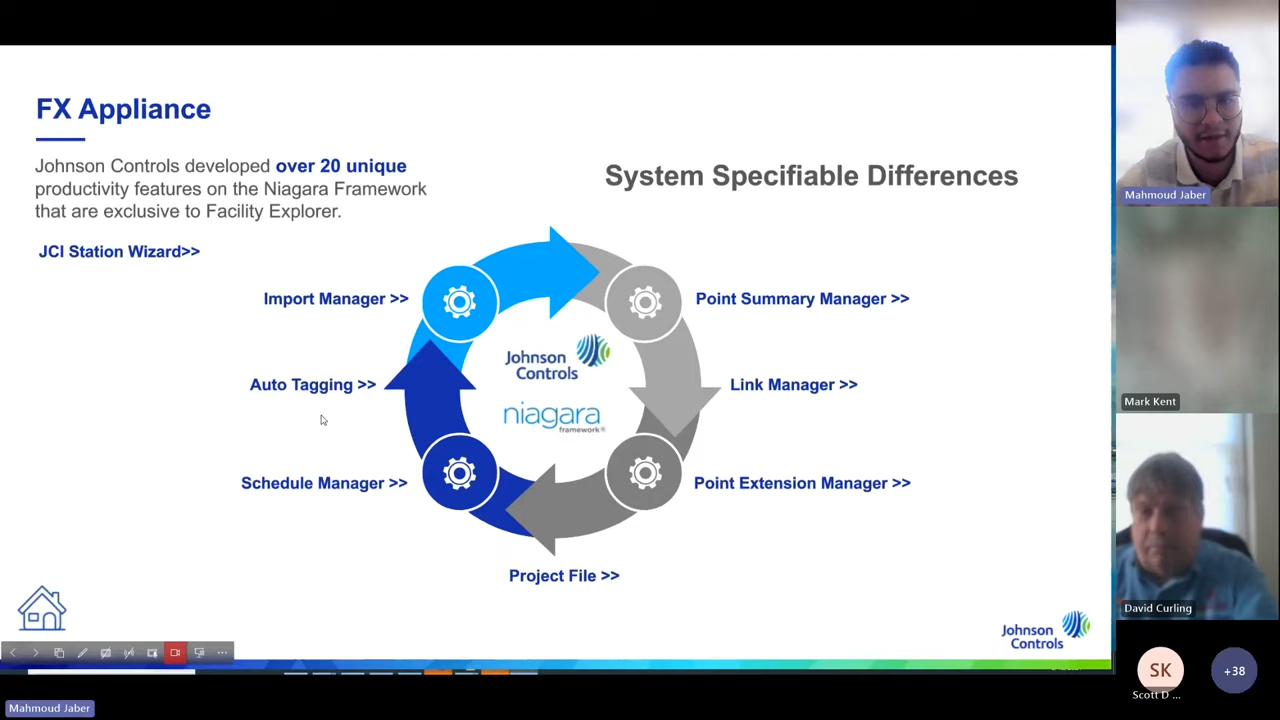 FX Appliance
Johnson Controls developed over 20 unique
productivity features on the Niagara Framework
that are exclusive to Facility Explorer.
System Specifiable Differences
JCI Station Wizard>>
Import Manager >>
Point Summary Manager >>
Auto Tagging >>
Link Manager >>
Schedule Manager >>
Point Extension Manager >>
Project File >>
Johnson
Controls
niagara
framework®
Johnson
Controls
Mahmoud Jaber
Mark Kent
David Curling
SK
Scott D ...
+38
Mahmoud Jaber